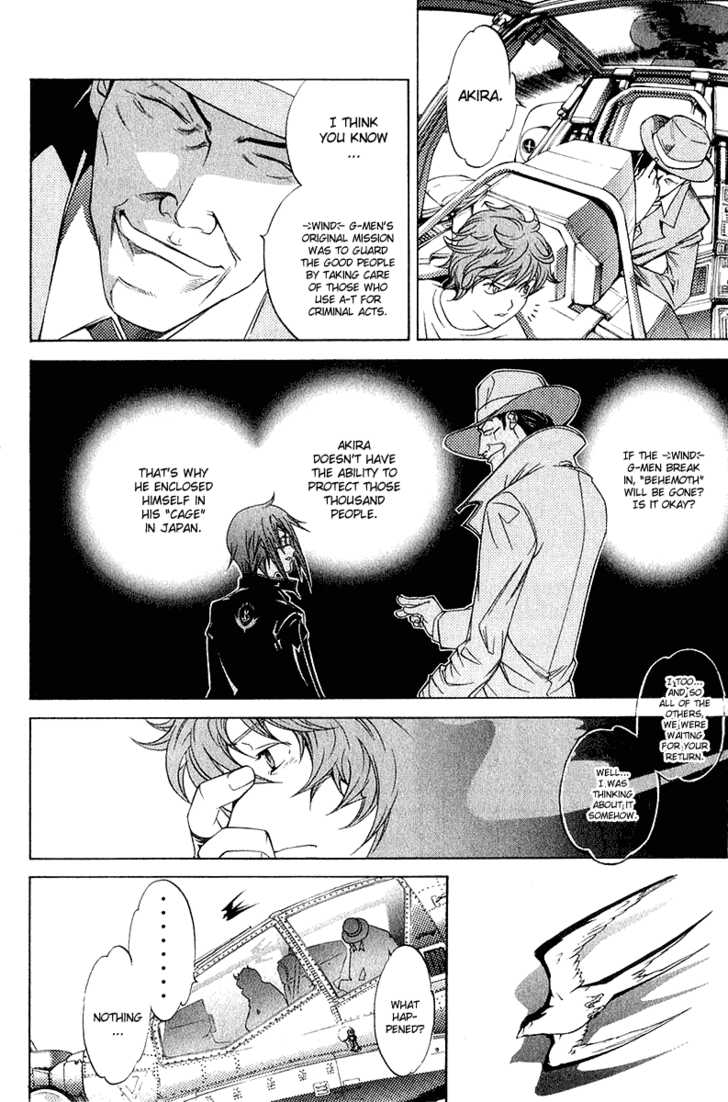 AKIRA.
I THINK
YOU KNOW
...
-:WIND:- G-MEN'S
ORIGINAL MISSION
WAS TO GUARD
THE GOOD PEOPLE
BY TAKING CARE
OF THOSE WHO
USE A-T FOR
CRIMINAL ACTS.
IF THE -:WIND:-
G-MEN BREAK
IN, "BEHEMOTH"
WILL BE GONE?
IS IT OKAY?
AKIRA
DOESN'T HAVE
THE ABILITY TO
PROTECT THOSE
THOUSAND
PEOPLE.
THAT'S WHY
HE ENCLOSED
HIMSELF IN
HIS "CAGE"
IN JAPAN.
I TOO...
AND SO
ALL OF THE
OTHERS,
WE WERE
WAITING
FOR YOUR
RETURN.
WELL...
I WAS
THINKING
ABOUT IT
SOMEHOW.
WHAT
HAP-
PENED?
......
NOTHING
...